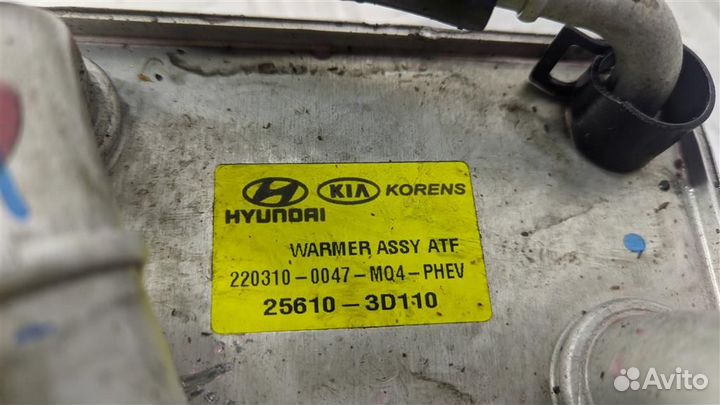 KIA KORENS
HYUNDAI
WARMER ASSY ATF
220310-0047-MQ4-PHEV
25610-3D110
Avito